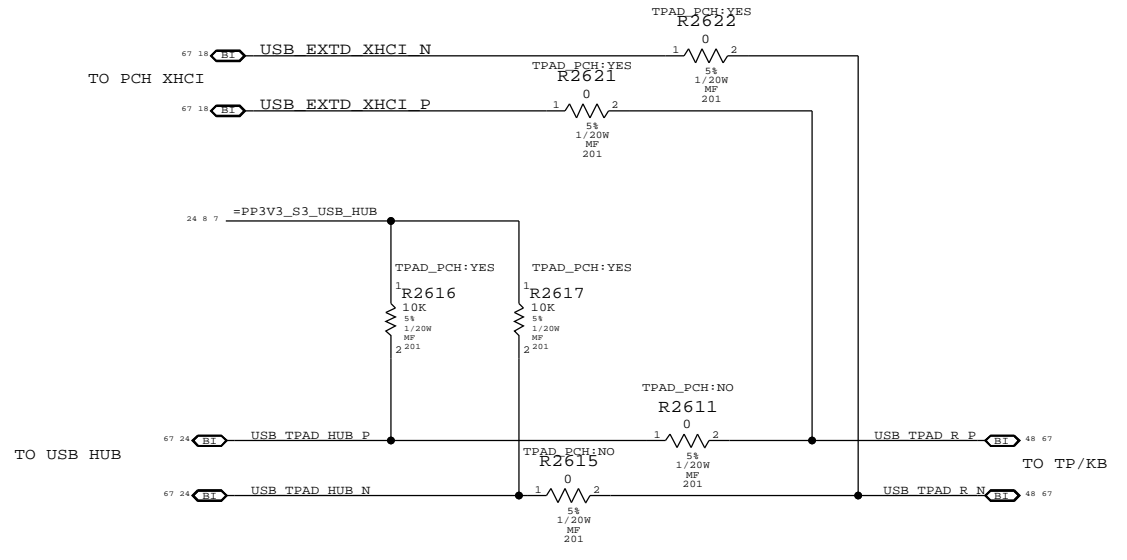 TPAD_PCH:YES
R2622
0
67 18 BI USB_EXTD_XHCI_N 1 2
5%
1/20W
MF
201
TO PCH XHCI
TPAD_PCH:YES
R2621
0
67 18 BI USB_EXTD_XHCI_P 1 2
5%
1/20W
MF
201
24 8 7 =PP3V3_S3_USB_HUB
TPAD_PCH:YES
1
R2616
10K
5%
1/20W
MF
201
2
TPAD_PCH:YES
1
R2617
10K
5%
1/20W
MF
201
2
TPAD_PCH:NO
R2611
0
67 24 BI USB_TPAD_HUB_P 1 2 USB_TPAD_R_P BI 48 67
5%
1/20W
MF
201
TO USB HUB
TO TP/KB
TPAD_PCH:NO
R2615
0
67 24 BI USB_TPAD_HUB_N 1 2 USB_TPAD_R_N BI 48 67
5%
1/20W
MF
201